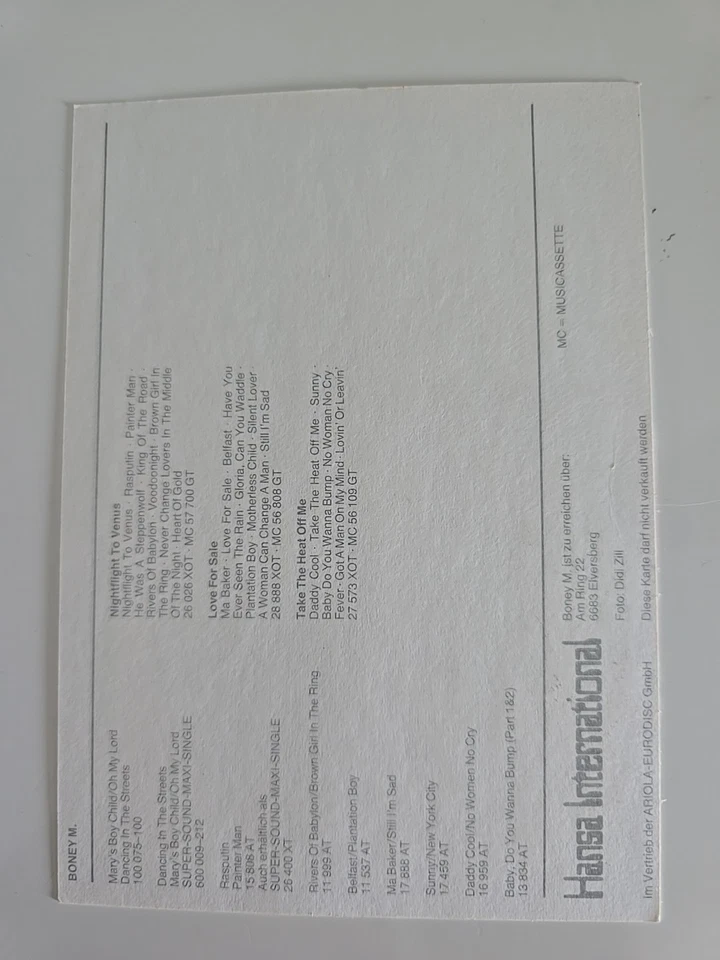 BONEY M.
Mary's Boy Child/Oh My Lord
Dancing In The Streets
100 075–100
Dancing In The Streets
Mary's Boy Child/Oh My Lord
SUPER-SOUND-MAXI-SINGLE
600 009–212
Rasputin
Painter Man
15 808 AT
Auch erhältlich als
SUPER-SOUND-MAXI-SINGLE
26 400 XT
Rivers Of Babylon/Brown Girl In The Ring
11 999 AT
Belfast/Plantation Boy
11 537 AT
Ma Baker/Still I'm Sad
17 888 AT
Sunny/New York City
17 459 AT
Daddy Cool/No Women No Cry
16 959 AT
Baby, Do You Wanna Bump (Part 1&2)
13 834 AT
Nightflight To Venus
Nightflight To Venus · Rasputin · Painter Man ·
He Was A Steppenwolf · King Of The Road ·
Rivers Of Babylon · Voodoonight · Brown Girl In
The Ring · Never Change Lovers In The Middle
Of The Night · Heart Of Gold
26 026 XOT · MC 57 700 GT
Love For Sale
Ma Baker · Love For Sale · Belfast · Have You
Ever Seen The Rain · Gloria, Can You Waddle ·
Plantation Boy · Motherless Child · Silent Lover
A Woman Can Change A Man · Still I'm Sad
28 888 XOT · MC 56 808 GT
Take The Heat Off Me
Daddy Cool · Take The Heat Off Me · Sunny ·
Baby Do You Wanna Bump · No Woman No Cry ·
Fever · Got A Man On My Mind · Lovin' Or Leavin'
27 573 XOT · MC 56 109 GT
Hansa International
Boney M. ist zu erreichen über:
Am Ring 22
6683 Elversberg
MC = MUSICASSETTE
Foto: Didi Zill
Im Vertrieb der ARIOLA-EURODISC GmbH
Diese Karte darf nicht verkauft werden